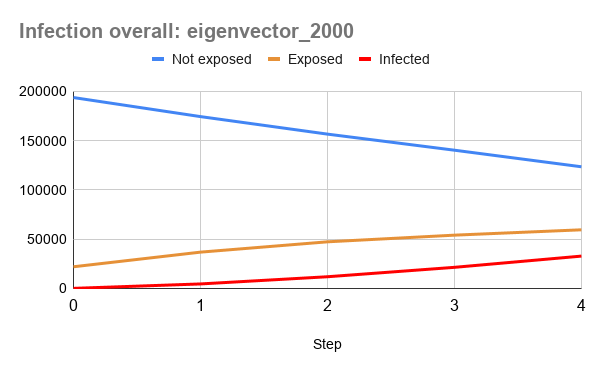 Infection overall: eigenvector_2000
Not exposed Exposed Infected
200000
150000
100000
50000
0
0 1 2 3 4
Step